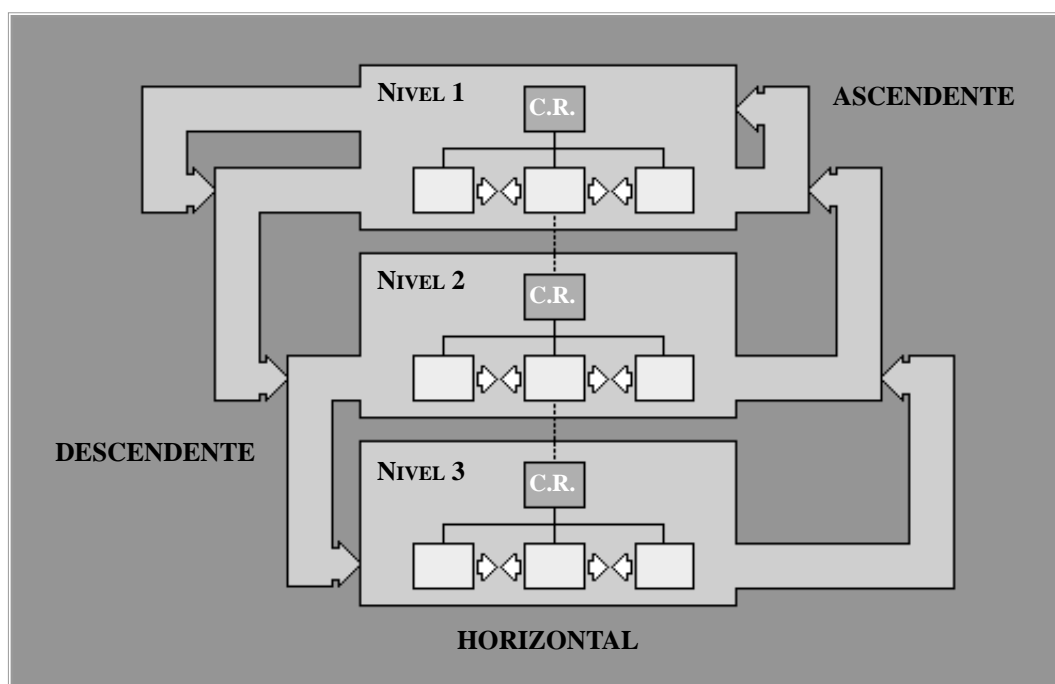 NIVEL 1
C.R.
ASCENDENTE
NIVEL 2
C.R.
DESCENDENTE
NIVEL 3
C.R.
HORIZONTAL